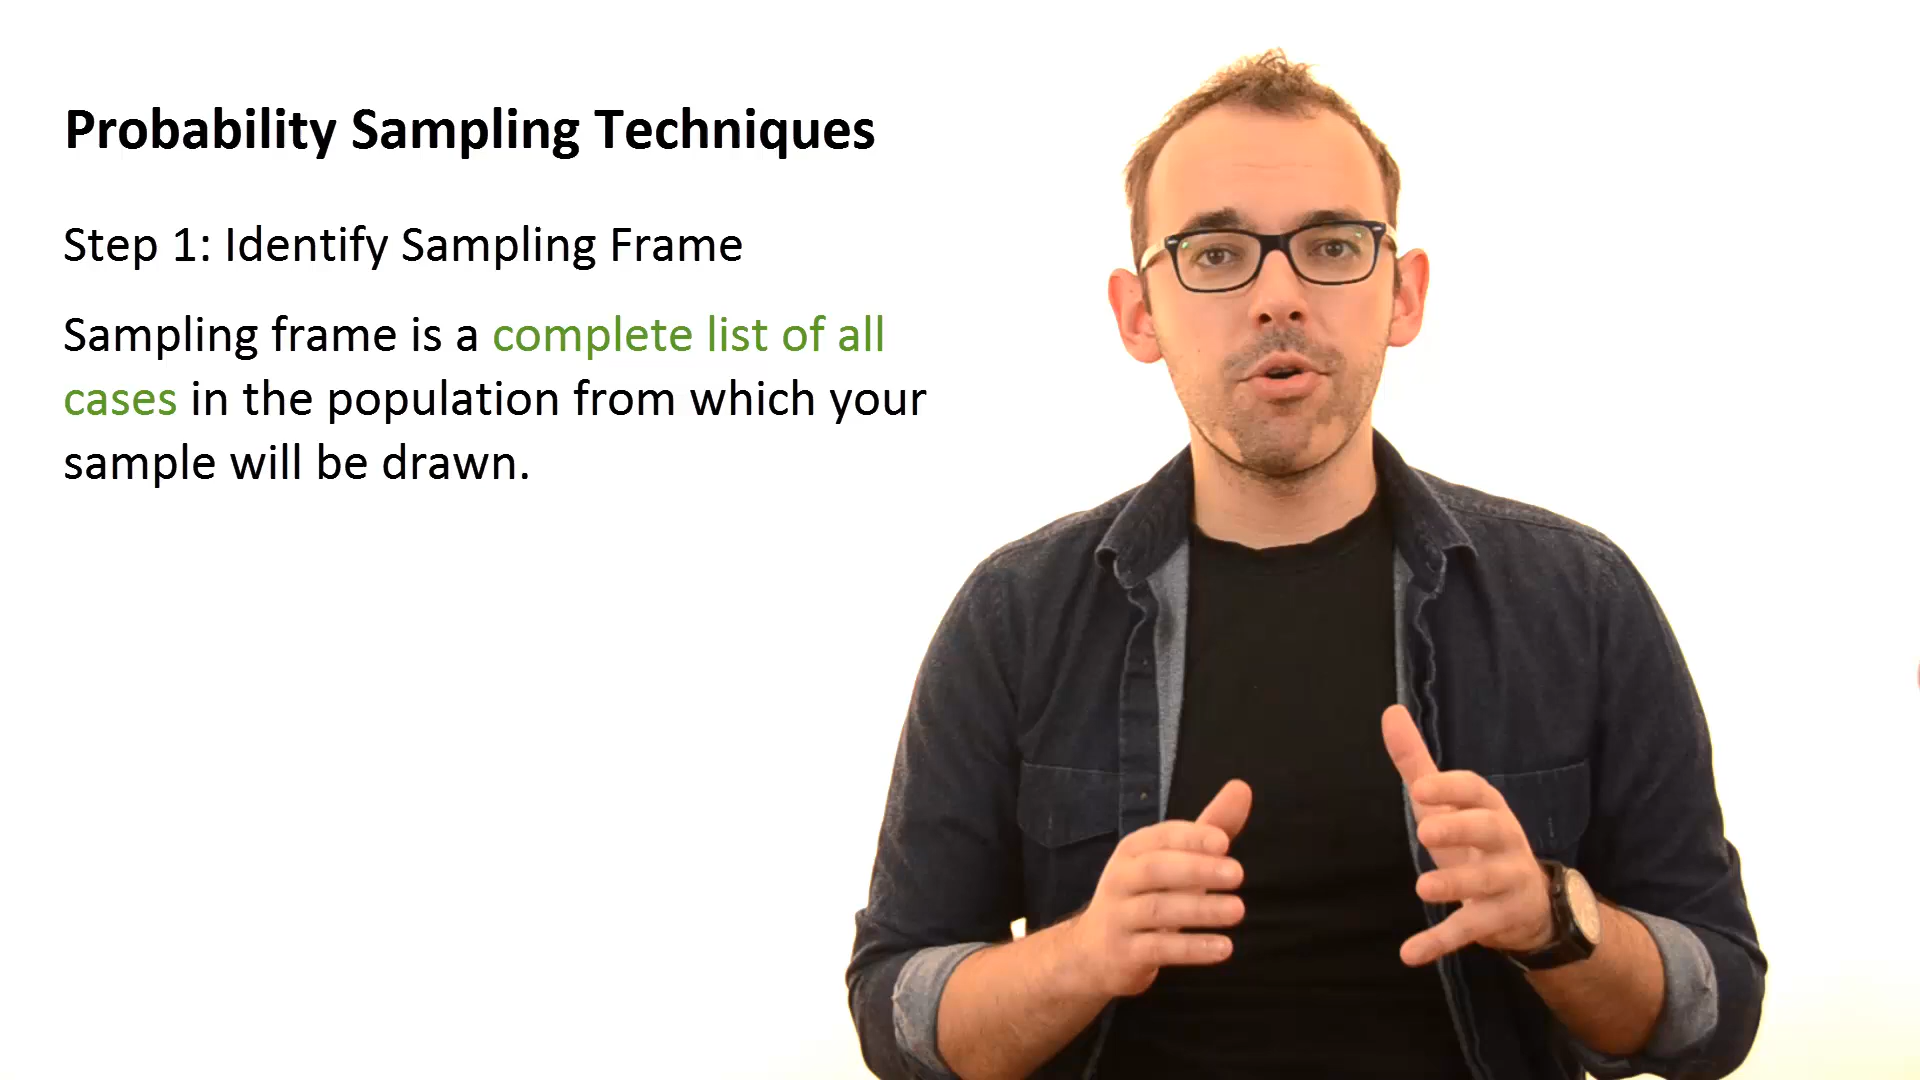 Probability Sampling Techniques
Step 1: Identify Sampling Frame
Sampling frame is a complete list of all
cases in the population from which your
sample will be drawn.